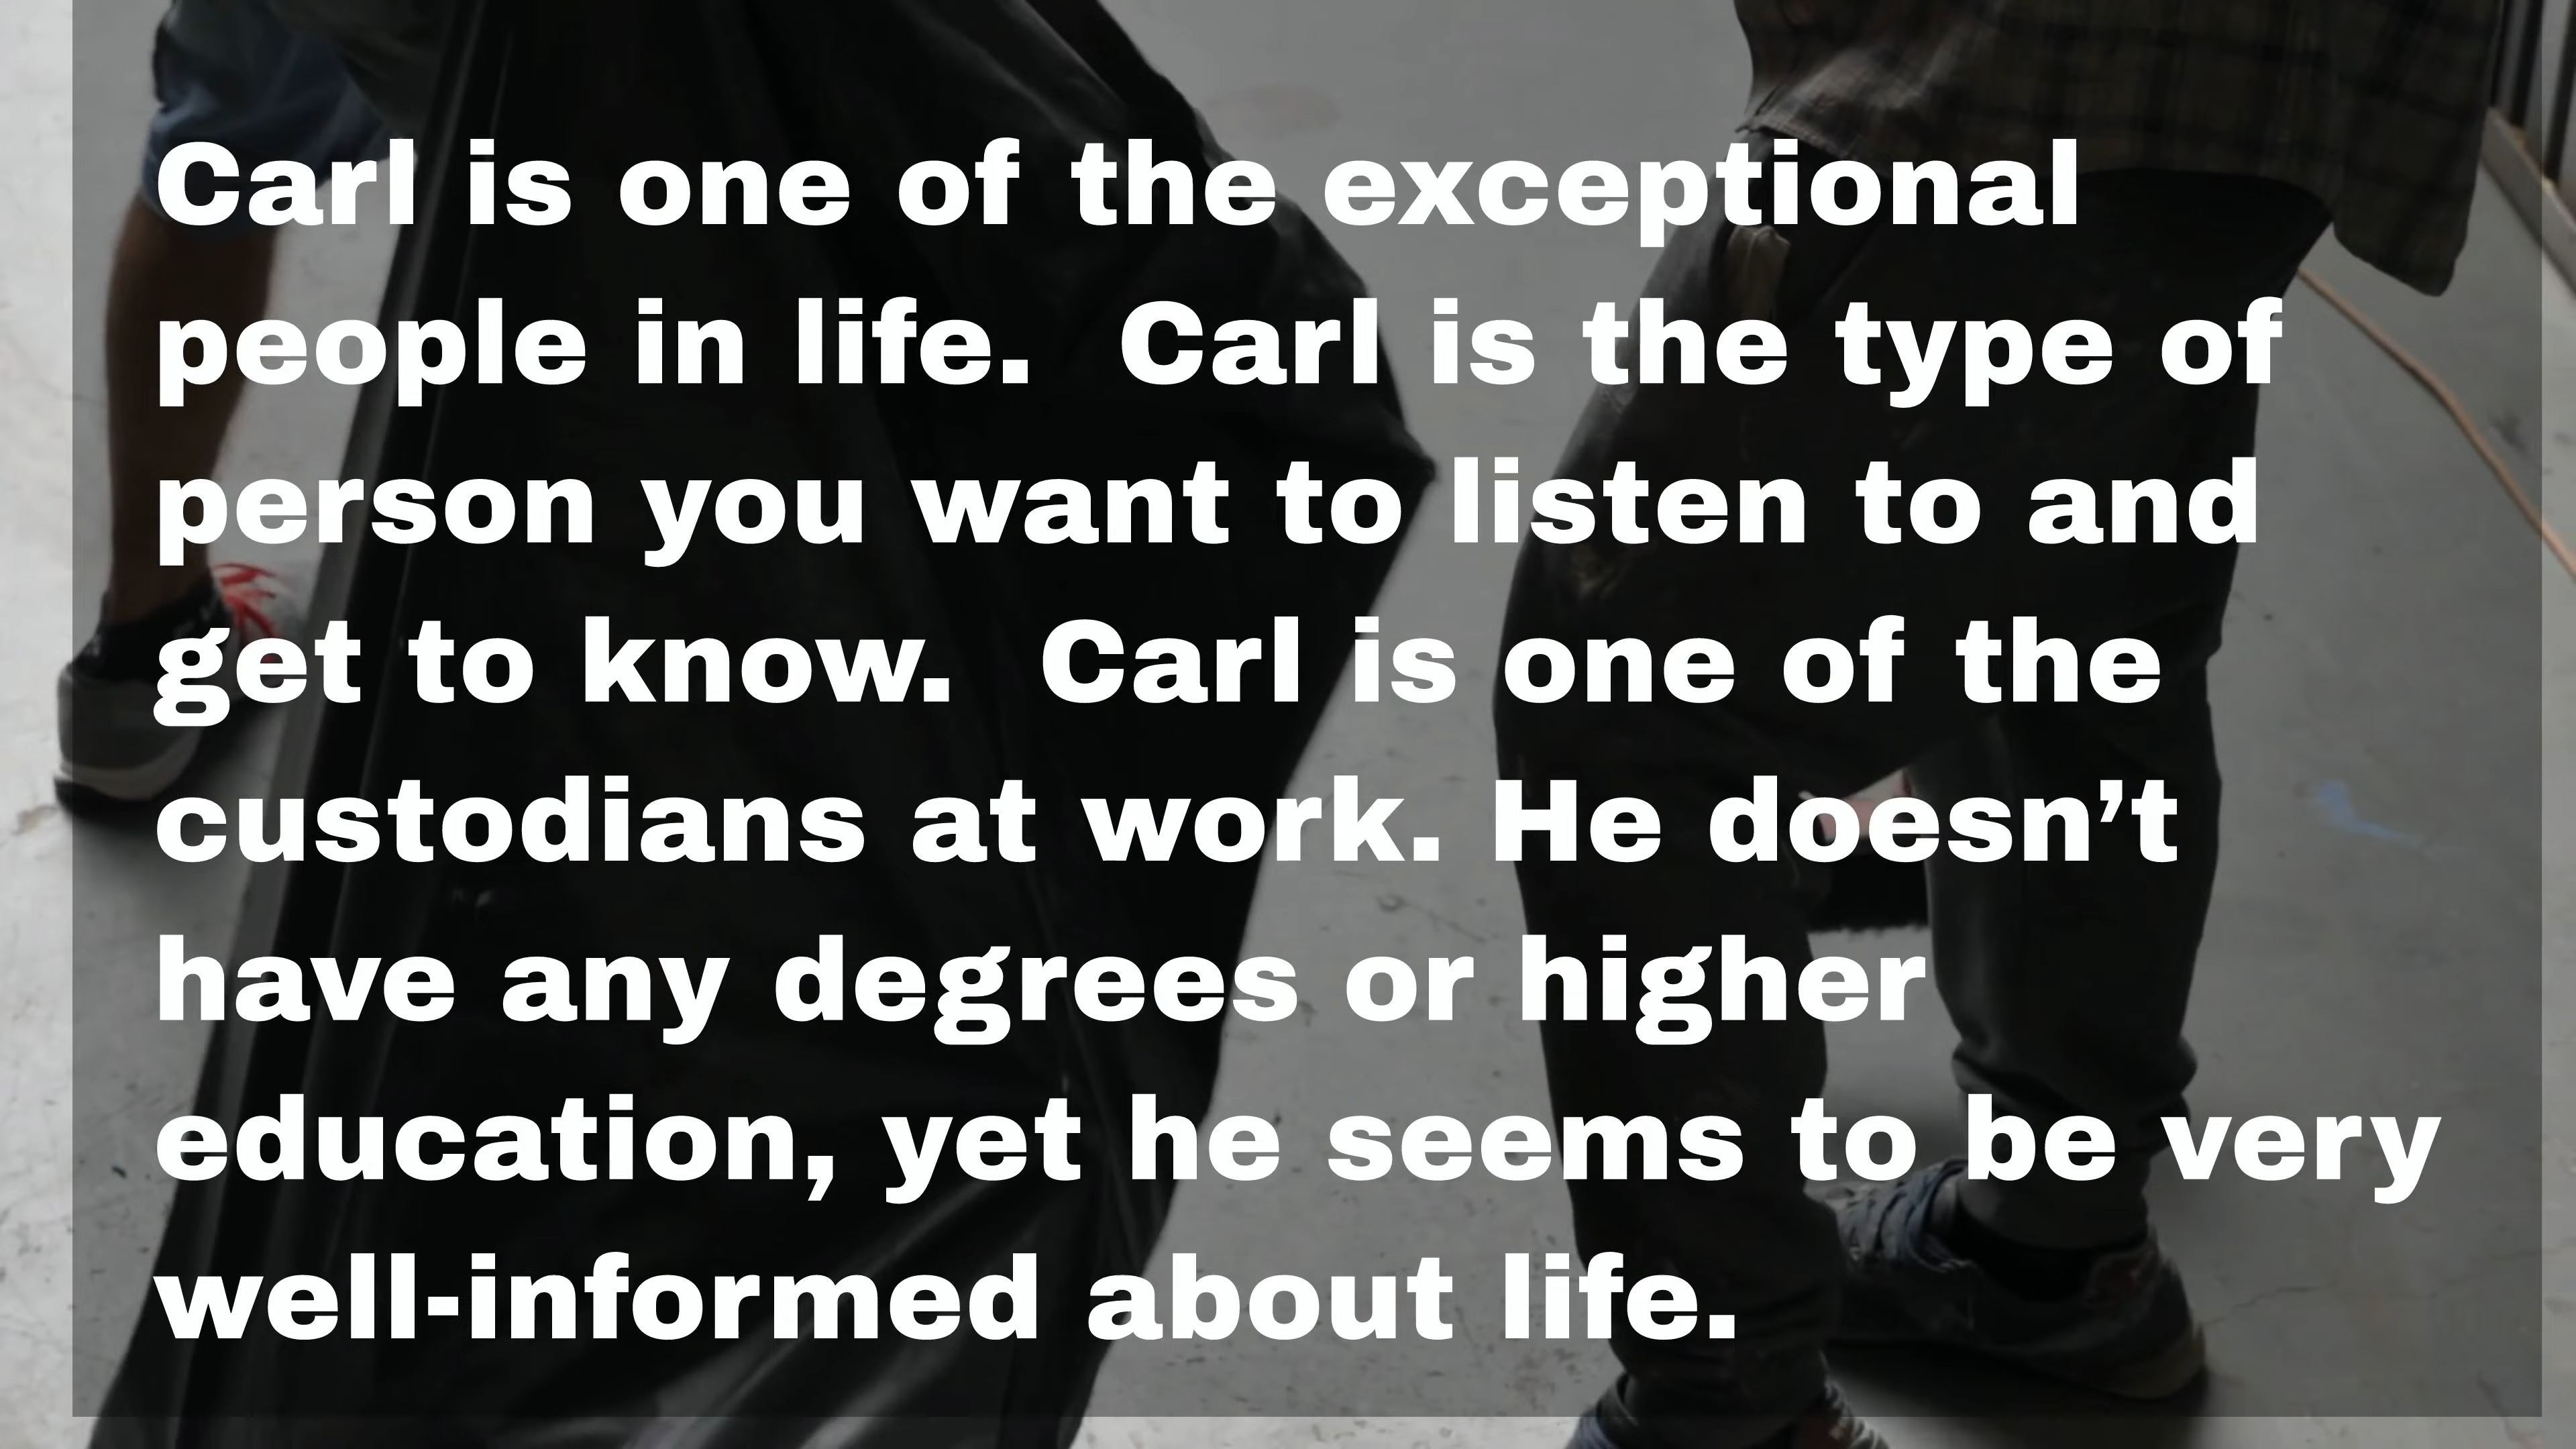 Carl is one of the exceptional
people in life.  Carl is the type of
person you want to listen to and
get to know.  Carl is one of the
custodians at work. He doesn’t
have any degrees or higher
education, yet he seems to be very
well-informed about life.